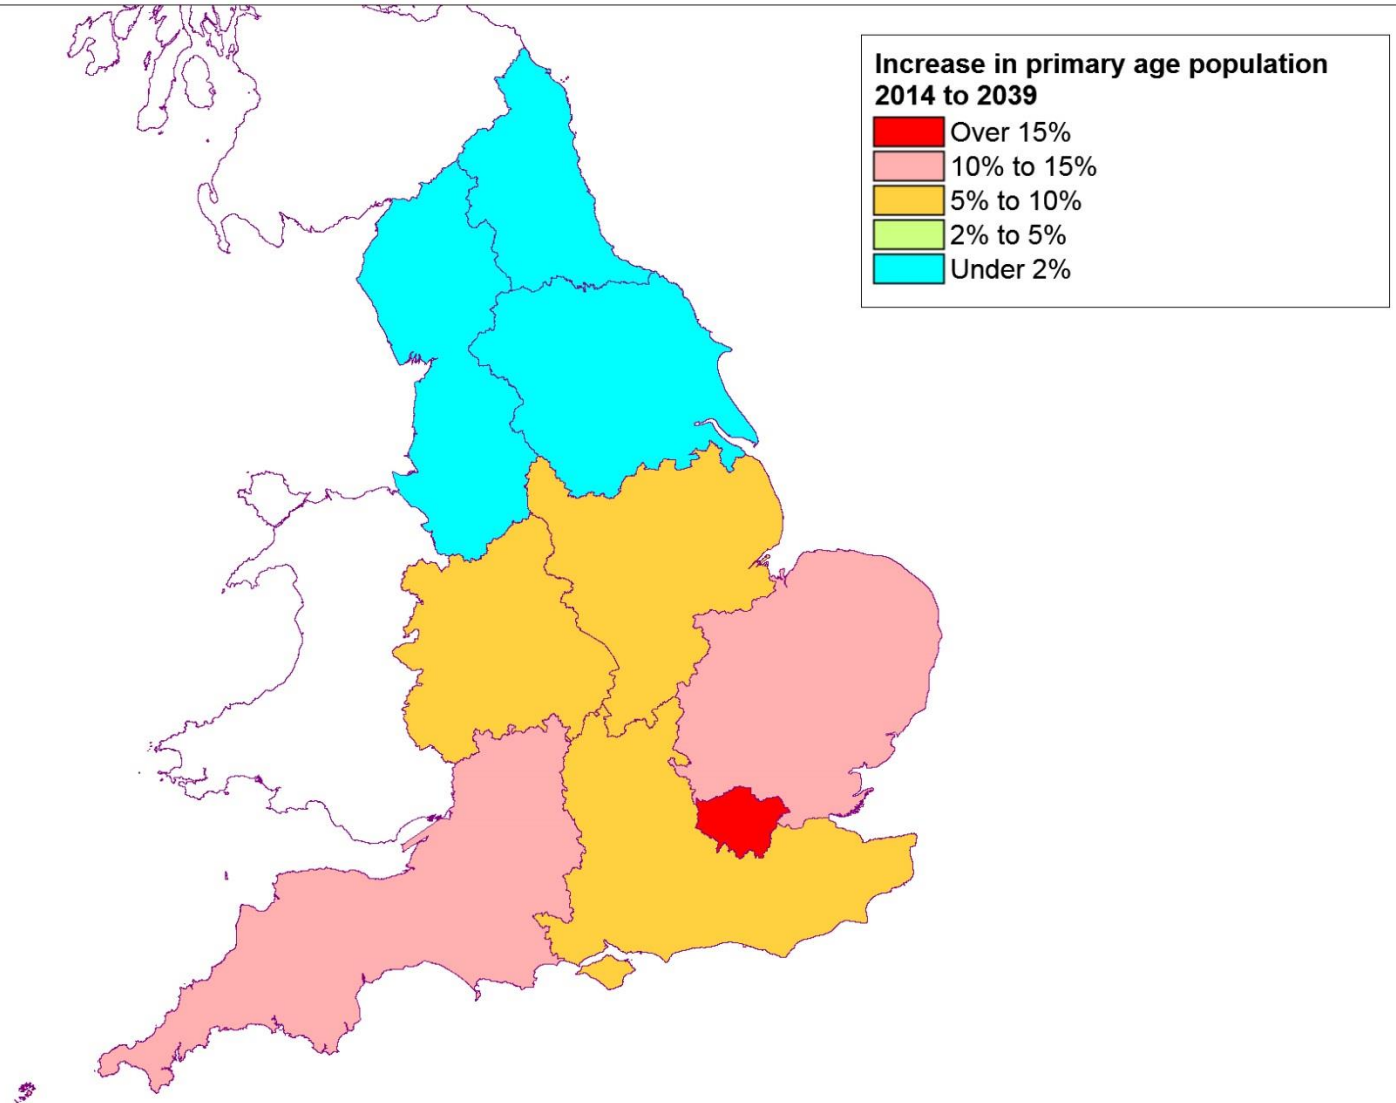 Increase in primary age population
2014 to 2039
Over 15%
10% to 15%
5% to 10%
2% to 5%
Under 2%